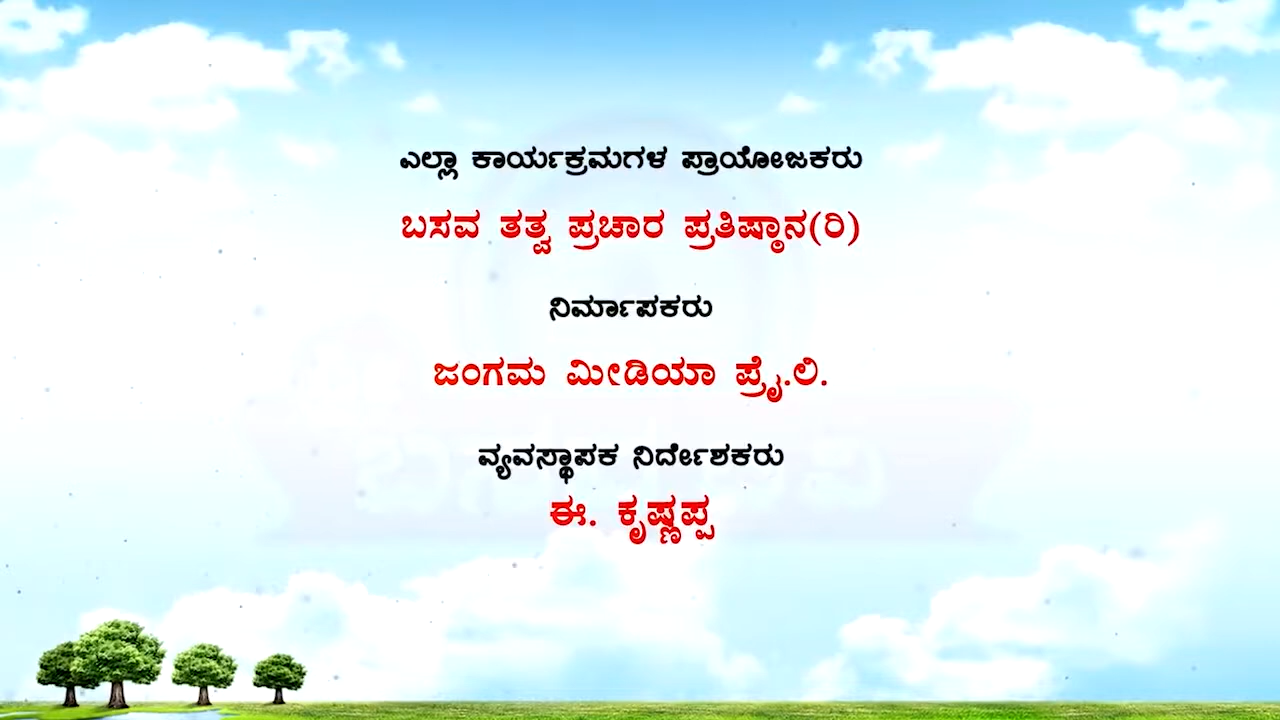 ಎಲ್ಲಾ ಕಾರ್ಯಕ್ರಮಗಳ ಪ್ರಾಯೋಜಕರು
ಬಸವ ತತ್ವ ಪ್ರಚಾರ ಪ್ರತಿಷ್ಠಾನ(ರಿ)
ನಿರ್ಮಾಪಕರು
ಜಂಗಮ ಮೀಡಿಯಾ ಪ್ರೈ.ಲಿ.
ವ್ಯವಸ್ಥಾಪಕ ನಿರ್ದೇಶಕರು
ಈ. ಕೃಷ್ಣಪ್ಪ